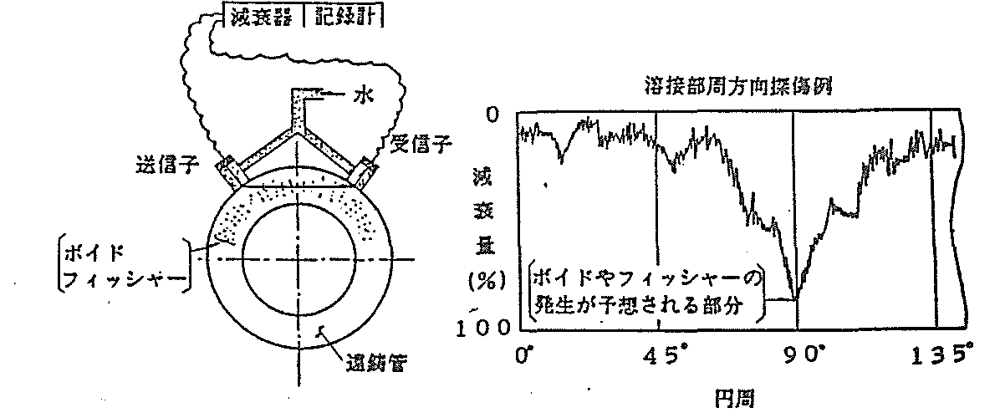 減衰器 記録計
水
送信子
受信子
ボイド
フィッシャー
遠鋳管
溶接部周方向探傷例
0
減衰量
(%)
100
ボイドやフィッシャーの
発生が予想される部分
0° 45° 90° 135°
円周